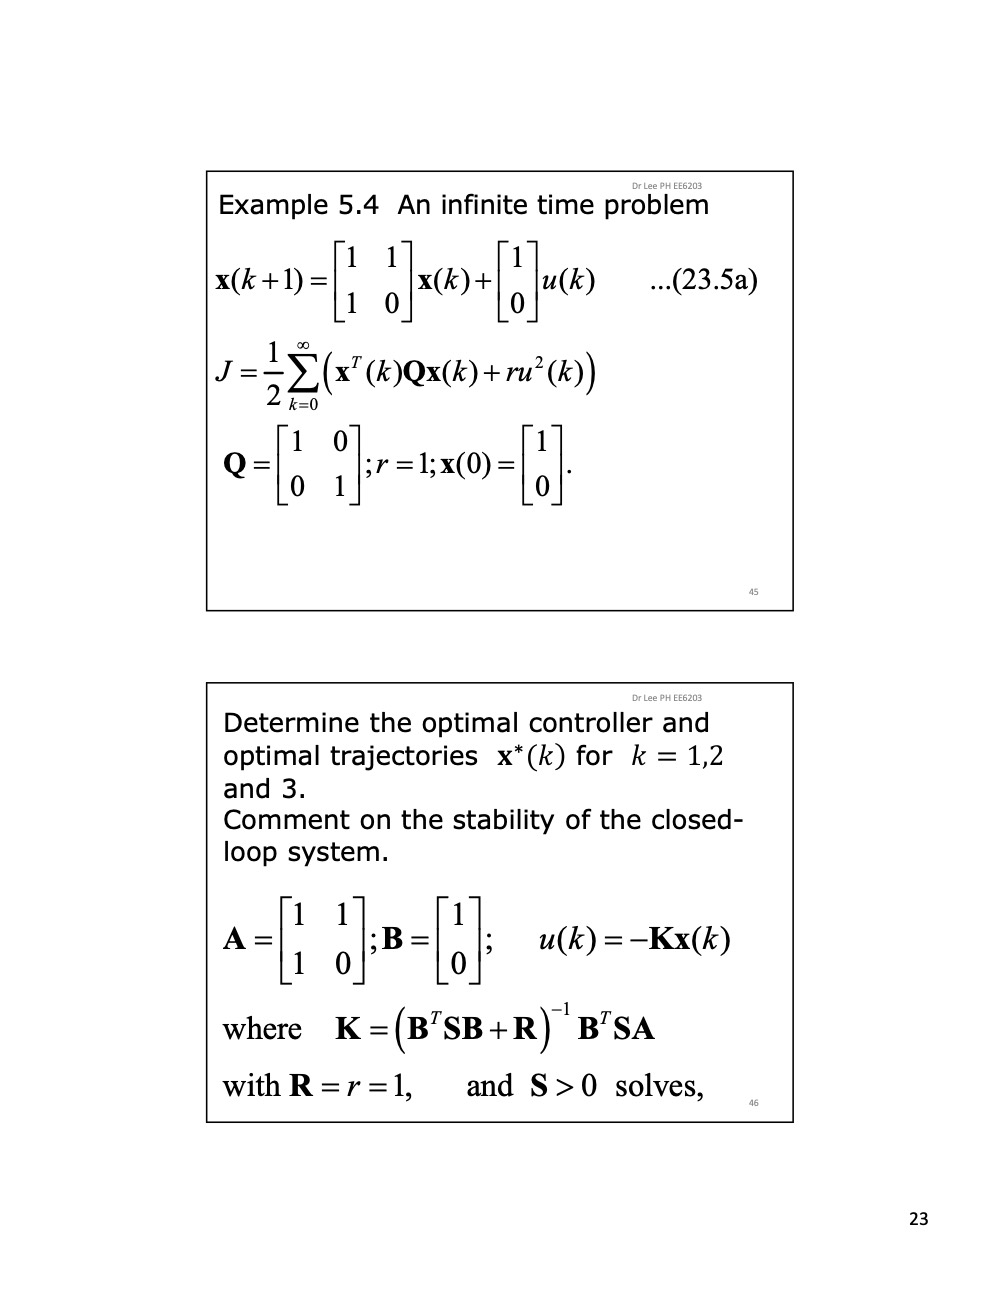 Dr Lee PH EE6203
Example 5.4 An infinite time problem
x(k+1) = [1 1; 1 0] x(k) + [1; 0] u(k) ...(23.5a)
J = 1/2 ∑_{k=0}^{∞} (x^T(k)Qx(k) + ru²(k))
Q = [1 0; 0 1]; r = 1; x(0) = [1; 0].
45
Dr Lee PH EE6203
Determine the optimal controller and
optimal trajectories x*(k) for k = 1,2
and 3.
Comment on the stability of the closed-
loop system.
A = [1 1; 1 0]; B = [1; 0]; u(k) = −Kx(k)
where K = (B^T SB + R)^{−1} B^T SA
with R = r = 1, and S > 0 solves,
46
23